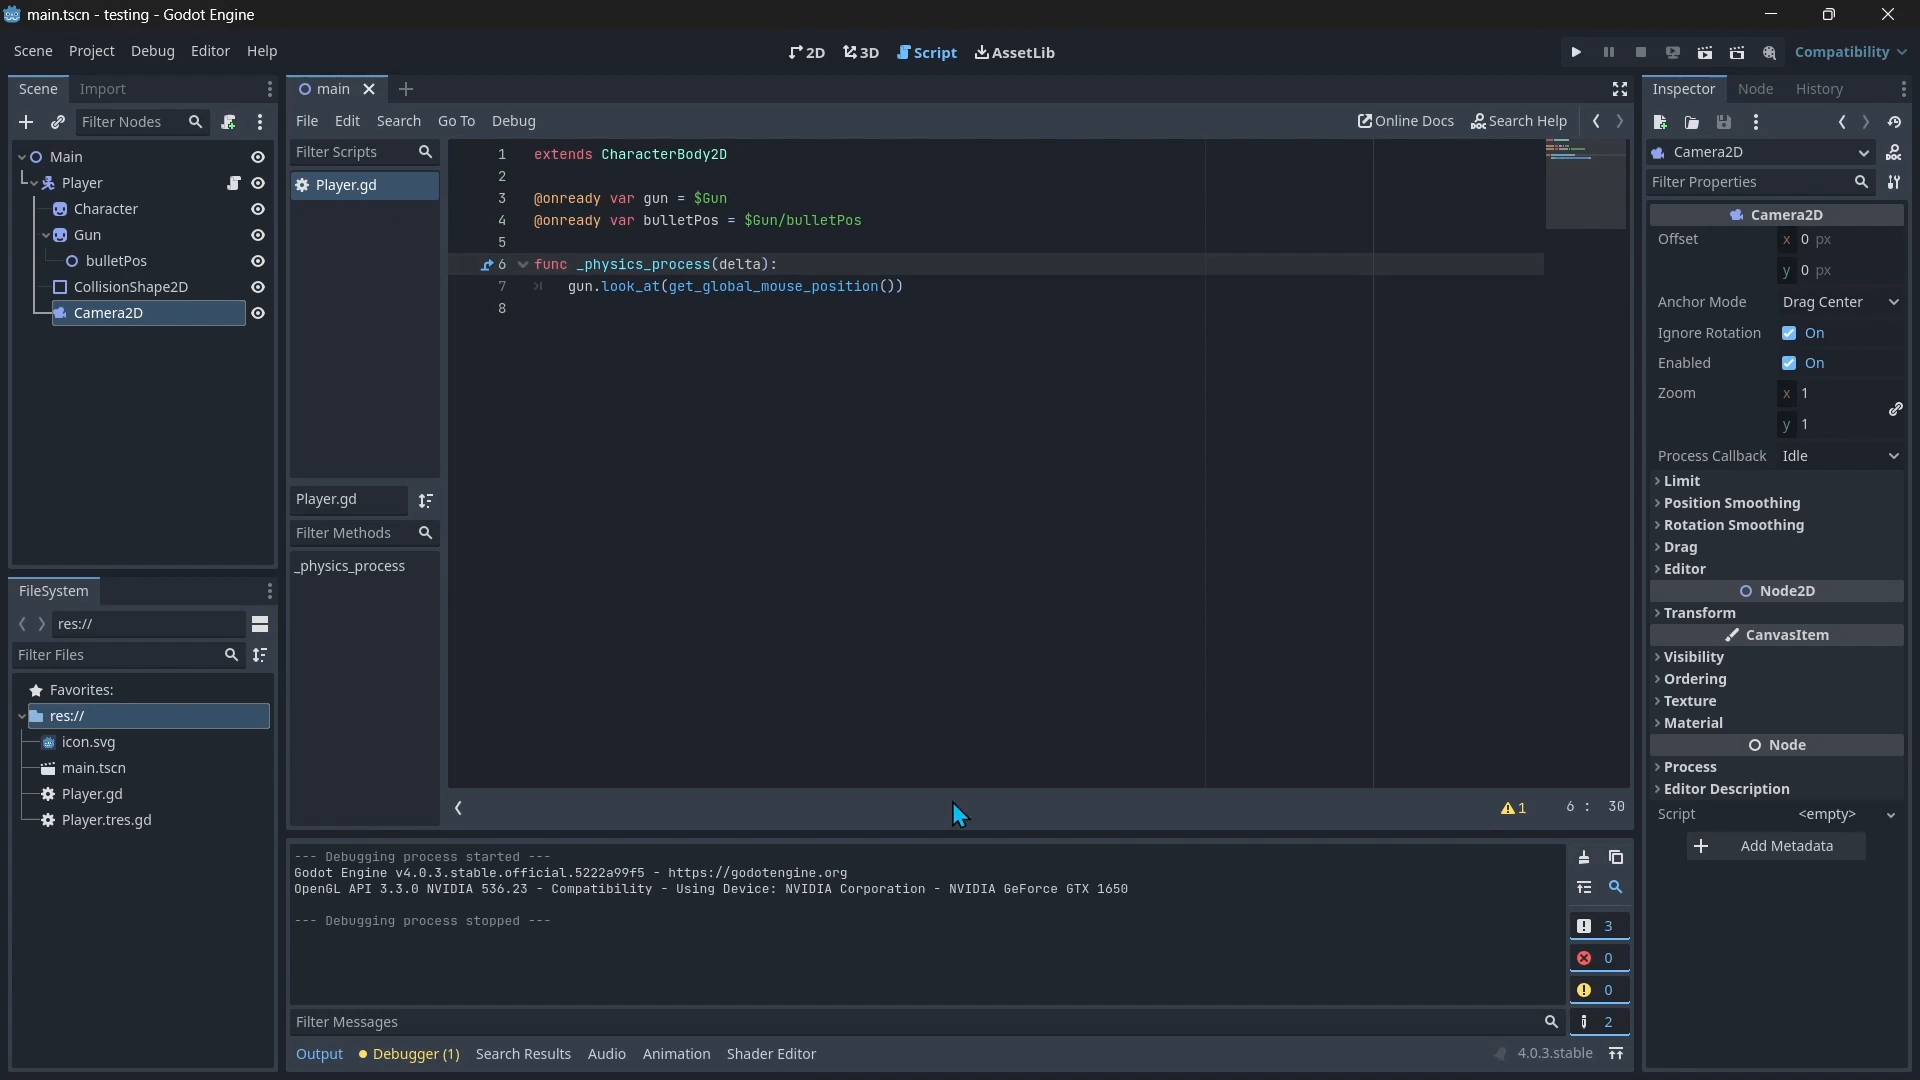 main.tscn - testing - Godot Engine
Scene Project Debug Editor Help
2D 3D Script AssetLib
Compatibility
Scene Import
Filter Nodes
Main
Player
Character
Gun
bulletPos
CollisionShape2D
Camera2D
FileSystem
res://
Filter Files
Favorites:
res://
icon.svg
main.tscn
Player.gd
Player.tres.gd
main
File Edit Search Go To Debug
Online Docs Search Help
Filter Scripts
Player.gd
Player.gd
Filter Methods
_physics_process
1 extends CharacterBody2D
2
3 @onready var gun = $Gun
4 @onready var bulletPos = $Gun/bulletPos
5
6 func _physics_process(delta):
7 gun.look_at(get_global_mouse_position())
8
1 6 : 30
--- Debugging process started ---
Godot Engine v4.0.3.stable.official.5222a99f5 - https://godotengine.org
OpenGL API 3.3.0 NVIDIA 536.23 - Compatibility - Using Device: NVIDIA Corporation - NVIDIA GeForce GTX 1650
--- Debugging process stopped ---
3
0
0
2
Filter Messages
Output Debugger (1) Search Results Audio Animation Shader Editor
4.0.3.stable
Inspector Node History
Camera2D
DOC
Filter Properties
Camera2D
Offset x 0 px
y 0 px
Anchor Mode Drag Center
Ignore Rotation On
Enabled On
Zoom x 1
y 1
Process Callback Idle
Limit
Position Smoothing
Rotation Smoothing
Drag
Editor
Node2D
Transform
CanvasItem
Visibility
Ordering
Texture
Material
Node
Process
Editor Description
Script <empty>
Add Metadata